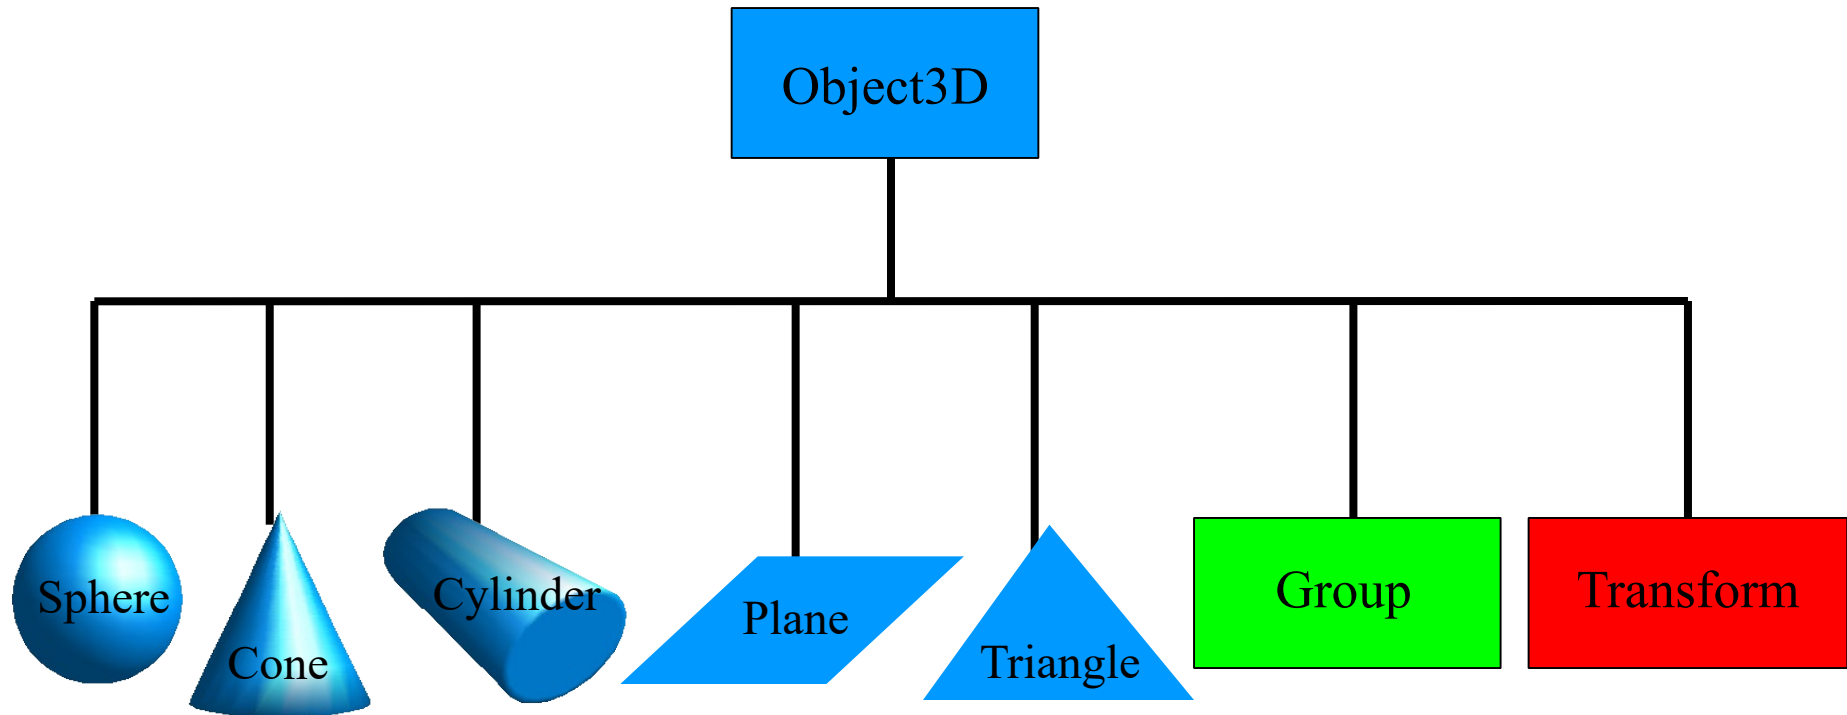 Object3D
Sphere
Cone
Cylinder
Plane
Triangle
Group
Transform